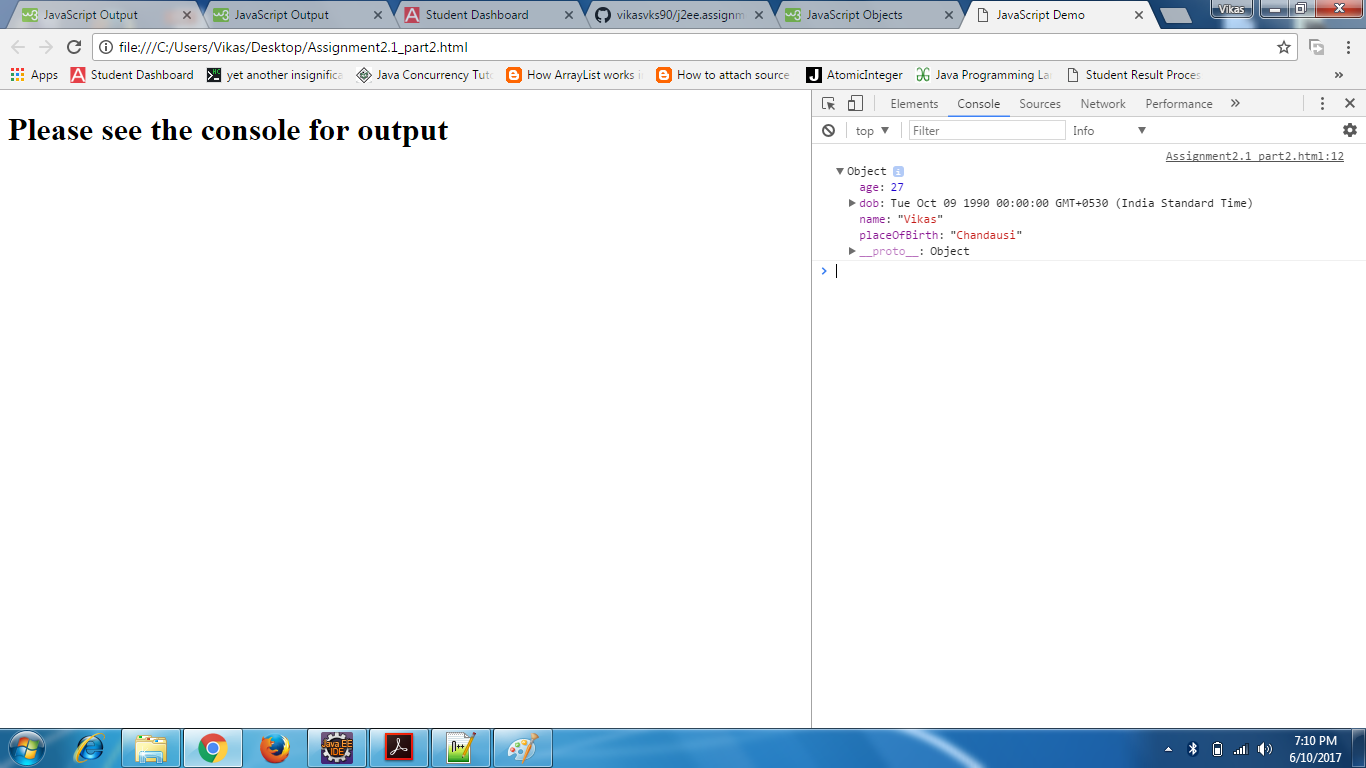 JavaScript Output
JavaScript Output
Student Dashboard
vikasvks90/j2ee.assignm
JavaScript Objects
JavaScript Demo
Vikas
file:///C:/Users/Vikas/Desktop/Assignment2.1_part2.html
Apps
Student Dashboard
yet another insignifica
Java Concurrency Tuto
How ArrayList works i
How to attach source
AtomicInteger
Java Programming La
Student Result Proces
»
Please see the console for output
Elements Console Sources Network Performance »
top Filter Info
Assignment2.1 part2.html:12
Object i
age: 27
dob: Tue Oct 09 1990 00:00:00 GMT+0530 (India Standard Time)
name: "Vikas"
placeOfBirth: "Chandausi"
__proto__: Object
>
Java EE
IDE
7:10 PM
6/10/2017